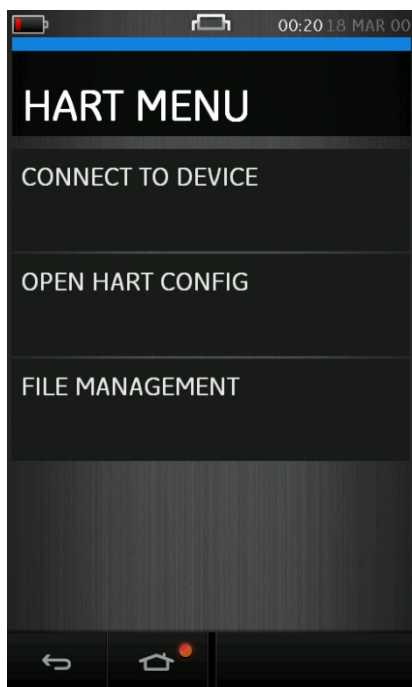 00:20 18 MAR 00
HART MENU
CONNECT TO DEVICE
OPEN HART CONFIG
FILE MANAGEMENT